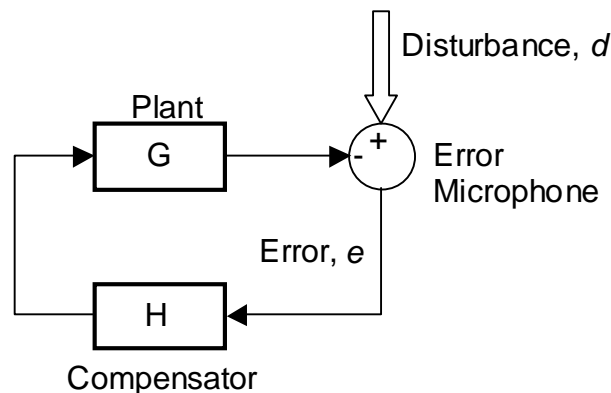 Disturbance, d
Plant
G
+
-
Error
Microphone
Error, e
H
Compensator